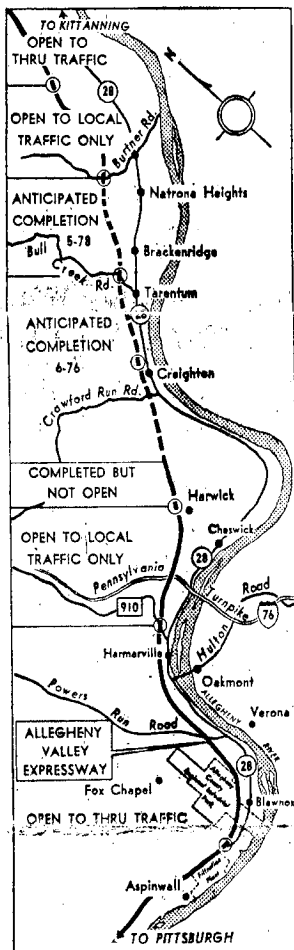 TO KITTANNING
OPEN TO
THRU TRAFFIC
28
N
OPEN TO LOCAL
TRAFFIC ONLY
Burtner Rd.
ANTICIPATED
COMPLETION
5-78
Natrona Heights
Bull
Creek
Rd.
Brackenridge
Tarentum
ANTICIPATED
COMPLETION
6-76
Creighton
Crawford Run Rd.
COMPLETED BUT
NOT OPEN
Harwick
OPEN TO LOCAL
TRAFFIC ONLY
Cheswick
28
Pennsylvania
Turnpike
Road
76
910
Hulton
Harmarville
Oakmont
Powers
Run
Road
ALLEGHENY
RIVER
Verona
ALLEGHENY
VALLEY
EXPRESSWAY
28
Fox Chapel
Blawnox
OPEN TO THRU TRAFFIC
Aspinwall
TO PITTSBURGH